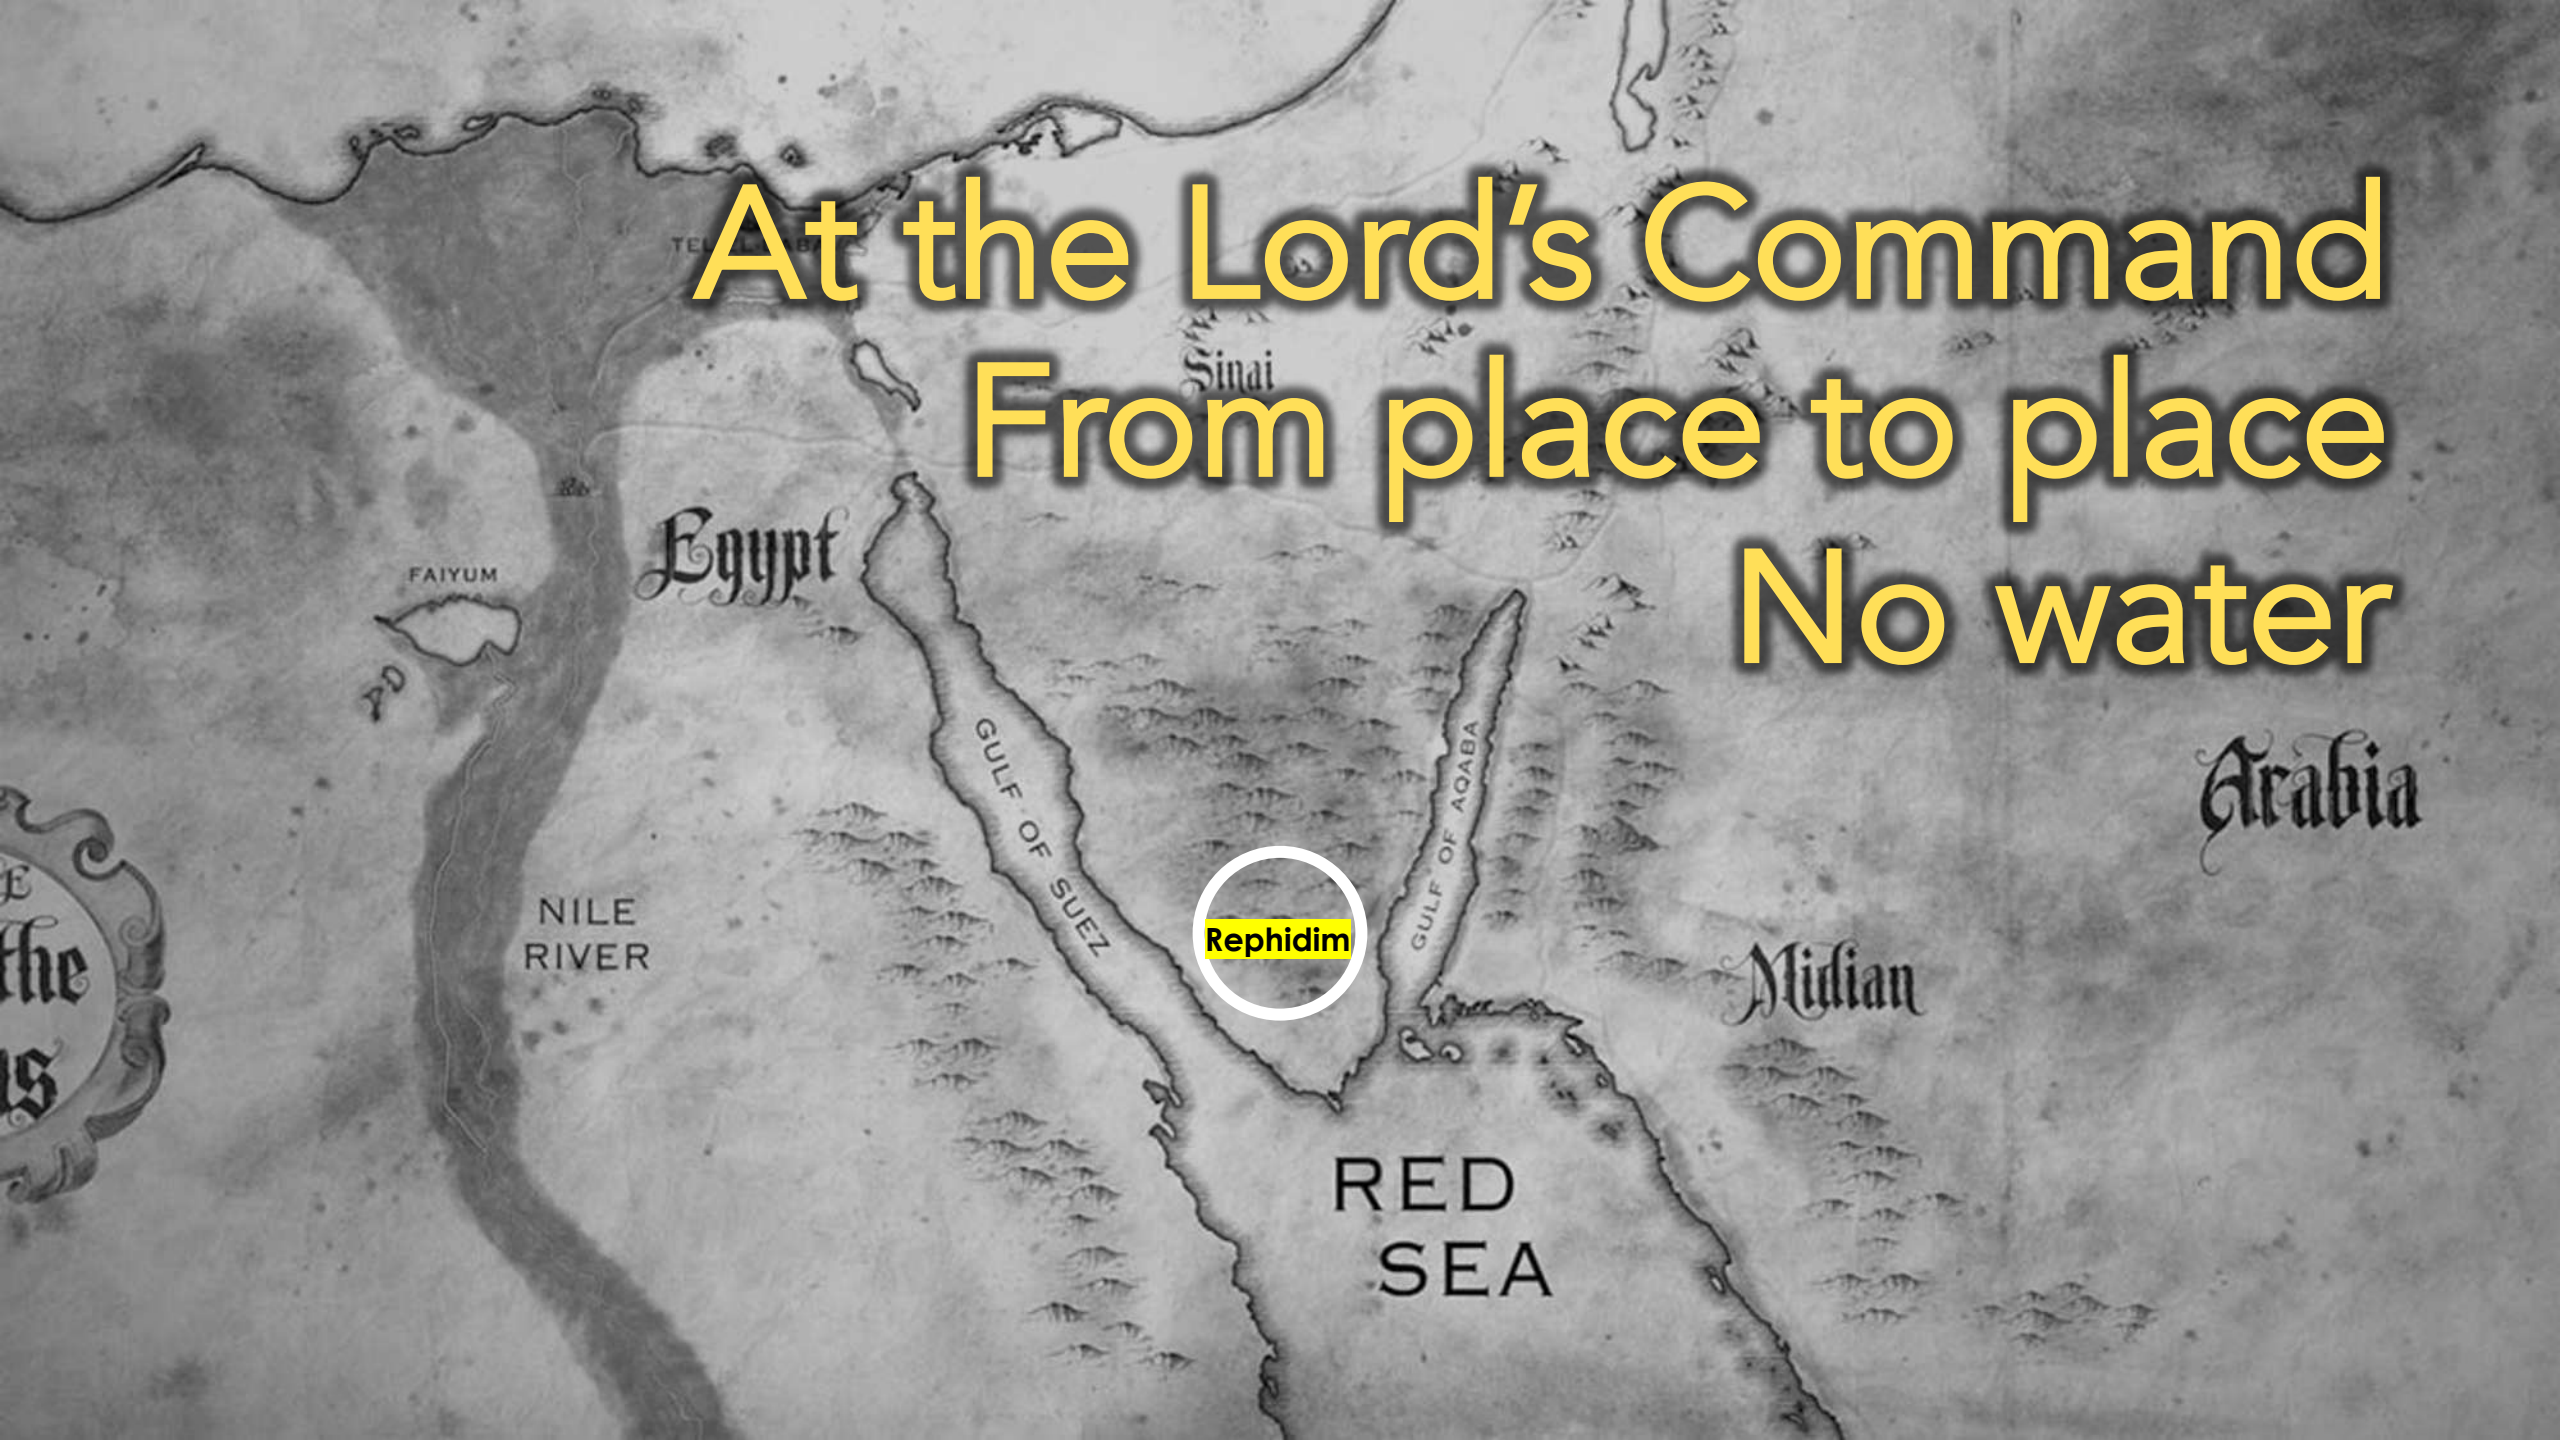 At the Lord’s Command
From place to place
No water
Sinai
Egypt
FAIYUM
GULF OF SUEZ
GULF OF AQABA
Arabia
Rephidim
NILE
RIVER
Midian
the
RED
SEA